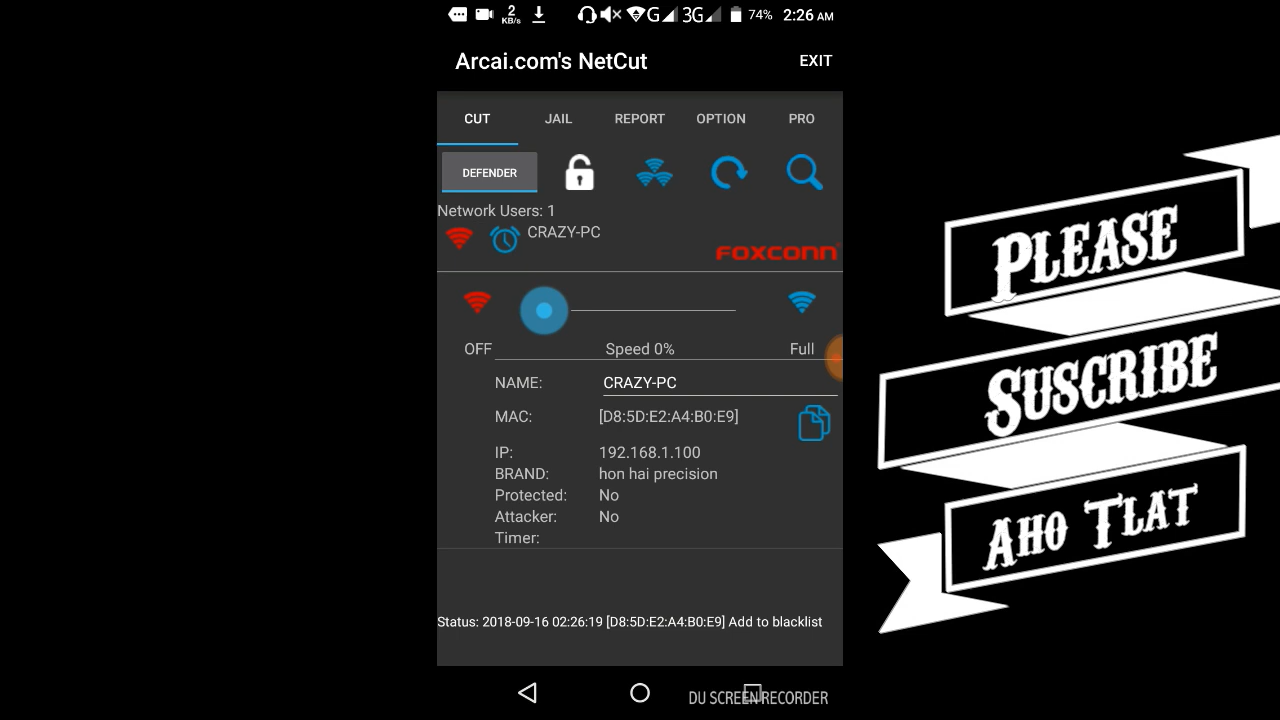 2
KB/s
G
3G
74%
2:26 AM
Arcai.com's NetCut
EXIT
CUT
JAIL
REPORT
OPTION
PRO
DEFENDER
Network Users: 1
CRAZY-PC
FOXCONN
OFF
Speed 0%
Full
NAME:
CRAZY-PC
MAC:
[D8:5D:E2:A4:B0:E9]
IP:
192.168.1.100
BRAND:
hon hai precision
Protected:
No
Attacker:
No
Timer:
Status: 2018-09-16 02:26:19 [D8:5D:E2:A4:B0:E9] Add to blacklist
DU SCREEN RECORDER
PLEASE
SUSCRIBE
AHO TLAT